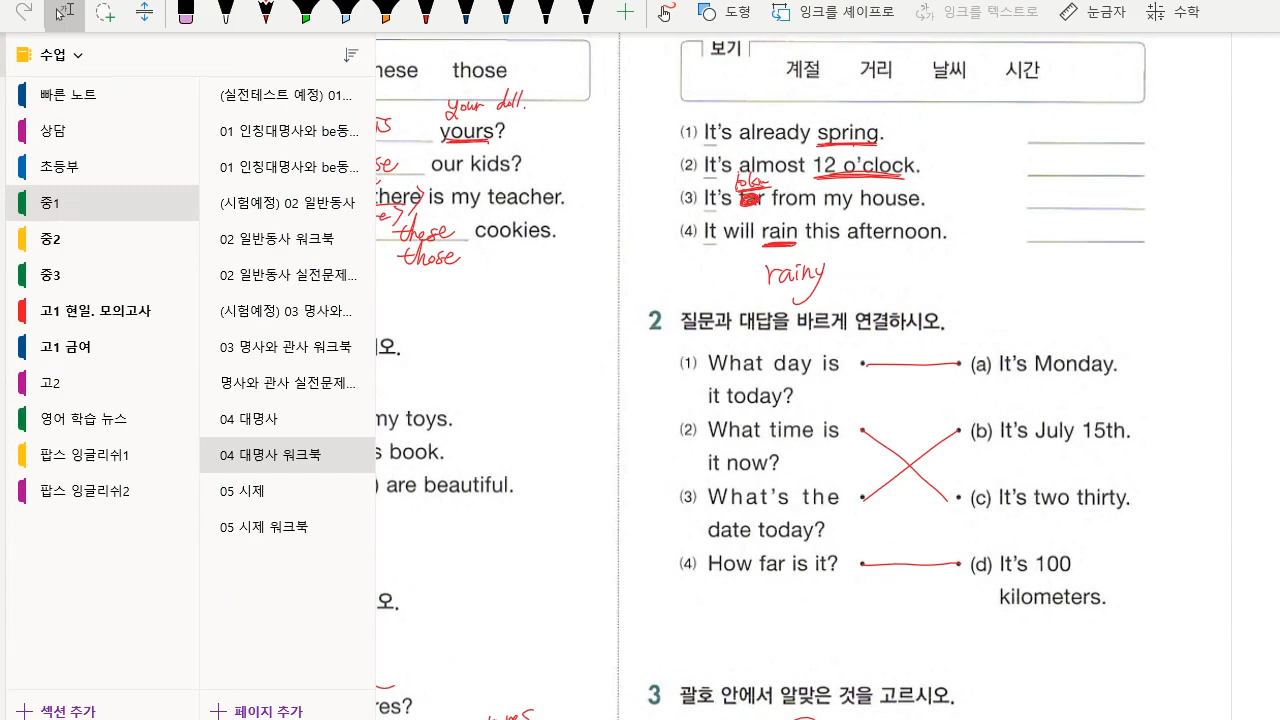 도형
잉크를 셰이프로
잉크를 텍스트로
눈금자
수학
수업
빠른 노트
상담
초등부
중1
중2
중3
고1 현일. 모의고사
고1 금여
고2
영어 학습 뉴스
팝스 잉글리쉬1
팝스 잉글리쉬2
섹션 추가
(실전테스트 예정) 01...
01 인칭대명사와 be동...
01 인칭대명사와 be동...
(시험예정) 02 일반동사
02 일반동사 워크북
02 일반동사 실전문제...
(시험예정) 03 명사와...
03 명사와 관사 워크북
명사와 관사 실전문제...
04 대명사
04 대명사 워크북
05 시제
05 시제 워크북
페이지 추가
those
your doll.
yours?
our kids?
there is my teacher.
these cookies.
those
오.
my toys.
s book.
) are beautiful.
오.
res?
보기
계절 거리 날씨 시간
(1) It's already spring.
(2) It's almost 12 o'clock.
(3) It's far from my house.
(4) It will rain this afternoon.
rainy
2 질문과 대답을 바르게 연결하시오.
(1) What day is it today?
(a) It's Monday.
(2) What time is it now?
(b) It's July 15th.
(3) What's the date today?
(c) It's two thirty.
(4) How far is it?
(d) It's 100 kilometers.
3 괄호 안에서 알맞은 것을 고르시오.